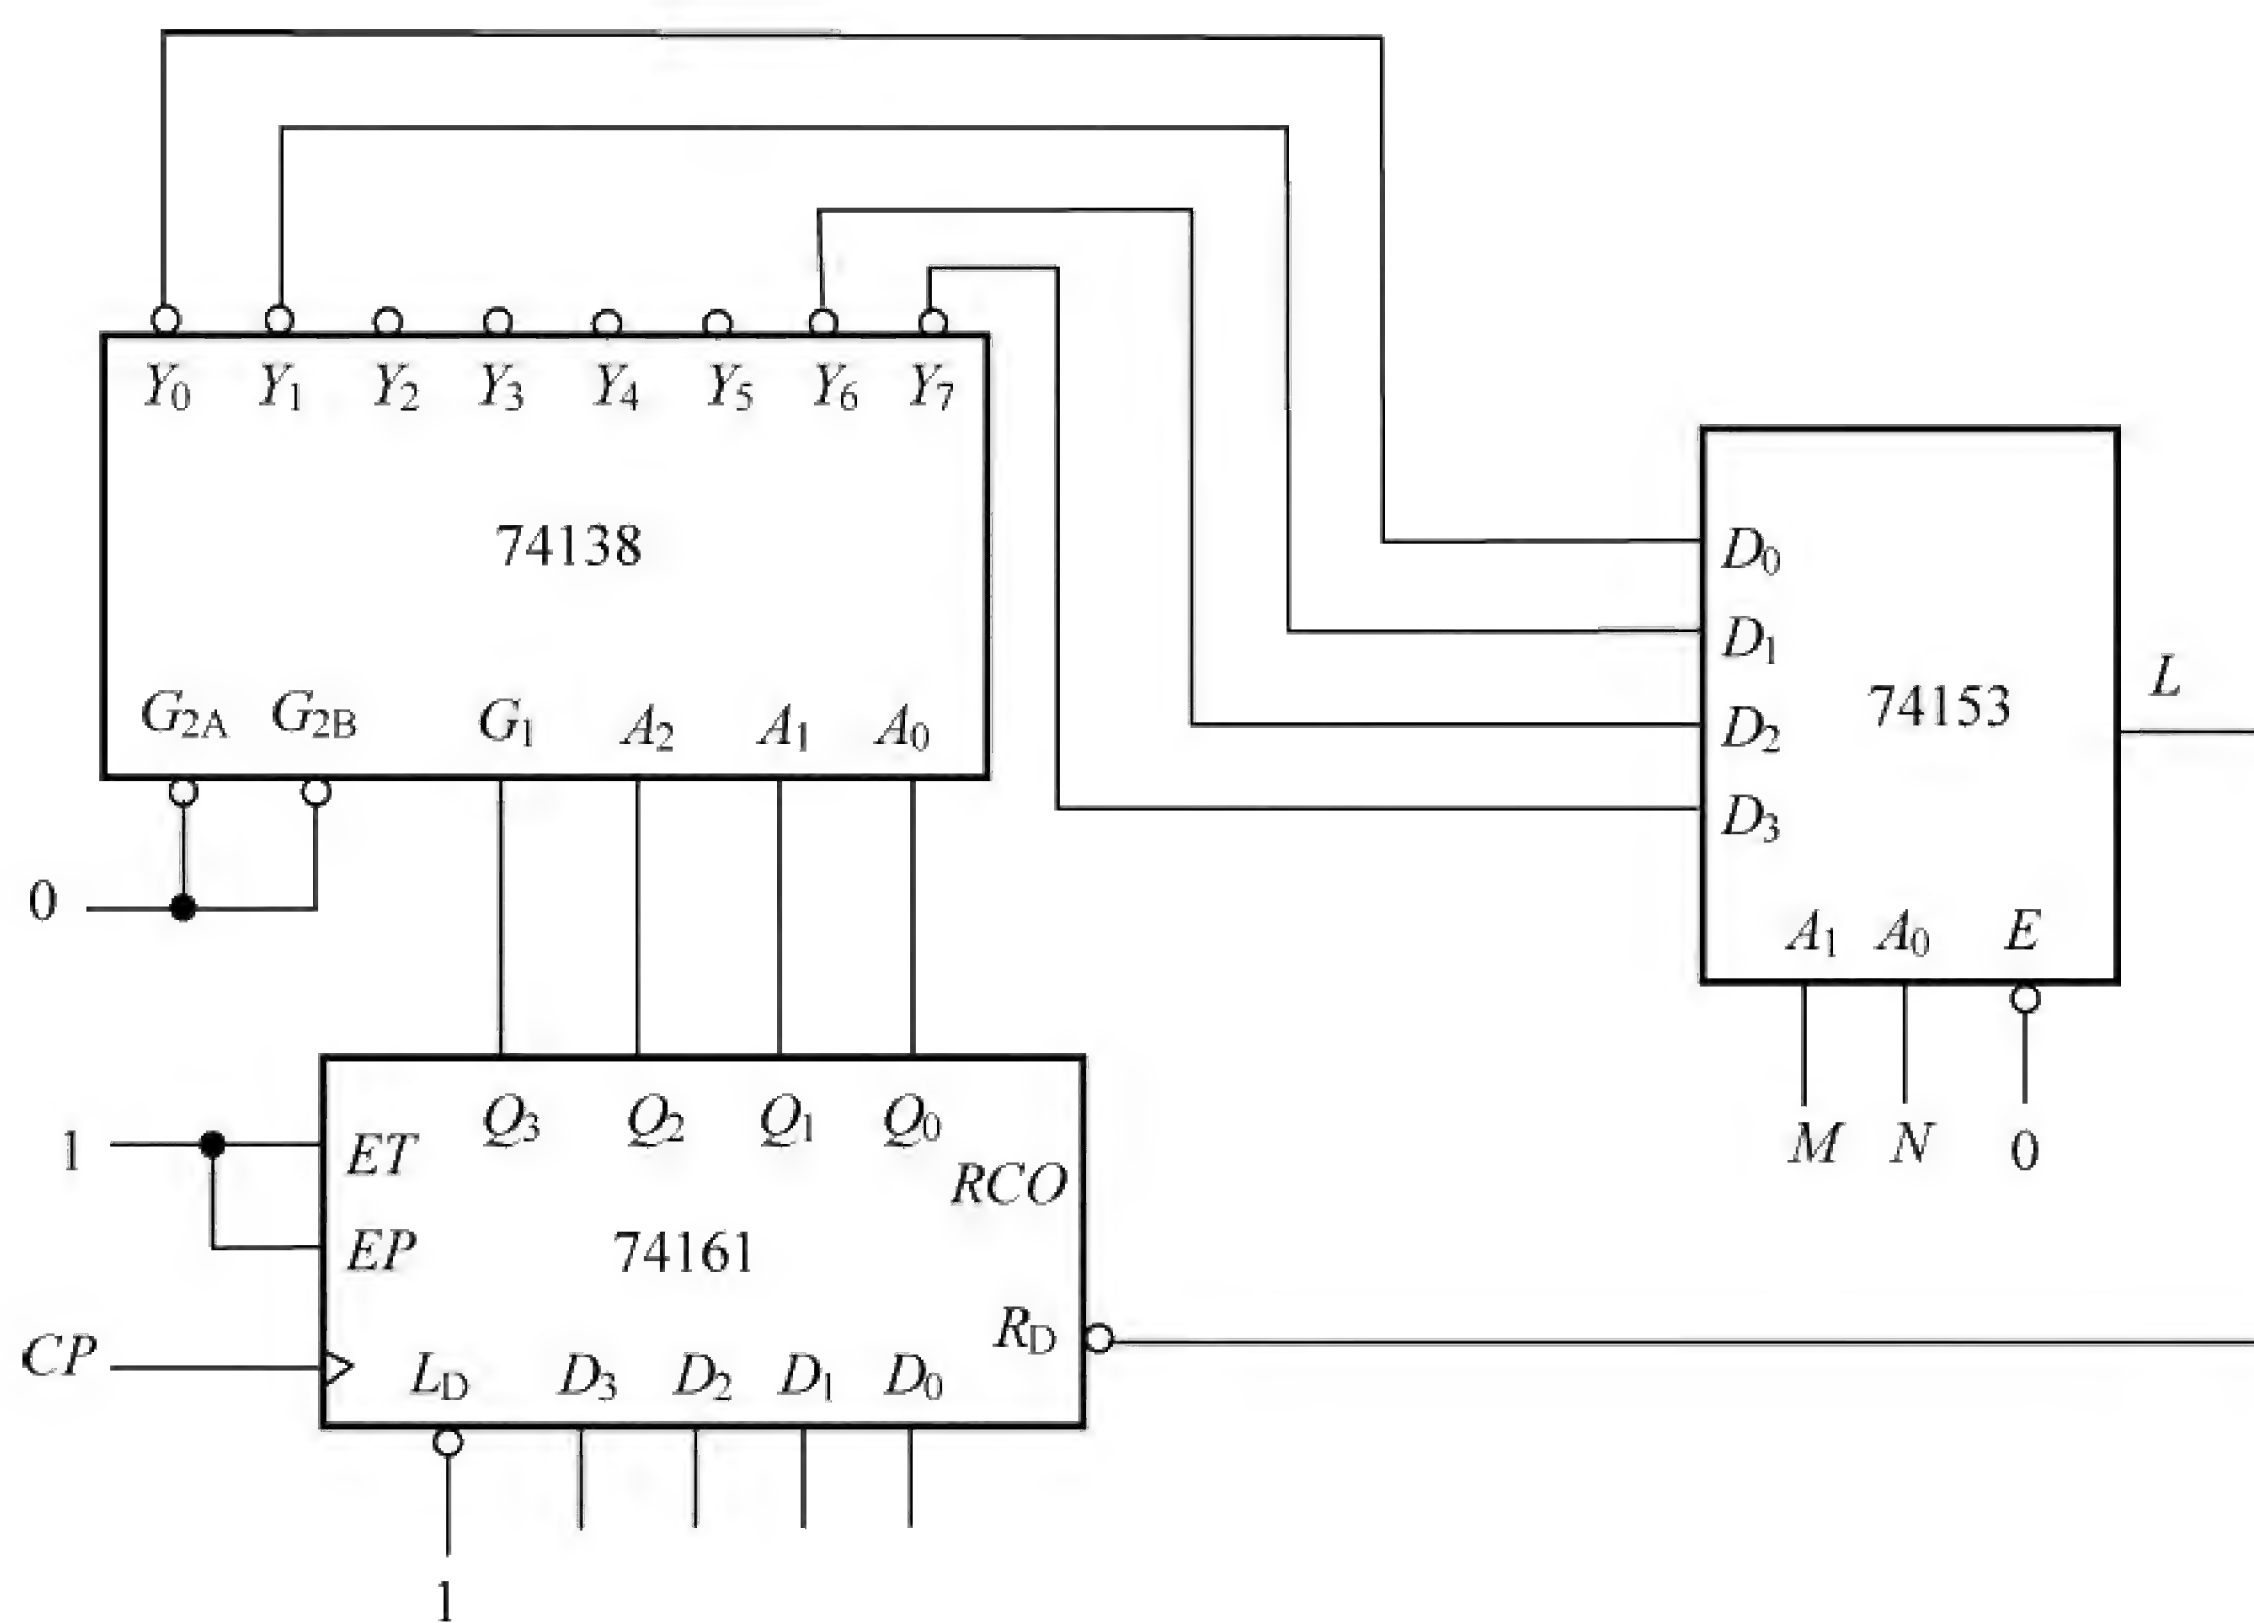 Y0 Y1 Y2 Y3 Y4 Y5 Y6 Y7
74138
G2A G2B G1 A2 A1 A0
0
D0
D1
D2
D3
74153
L
A1 A0 E
M N 0
Q3 Q2 Q1 Q0
1
ET
EP
RCO
74161
RD
CP
LD D3 D2 D1 D0
1